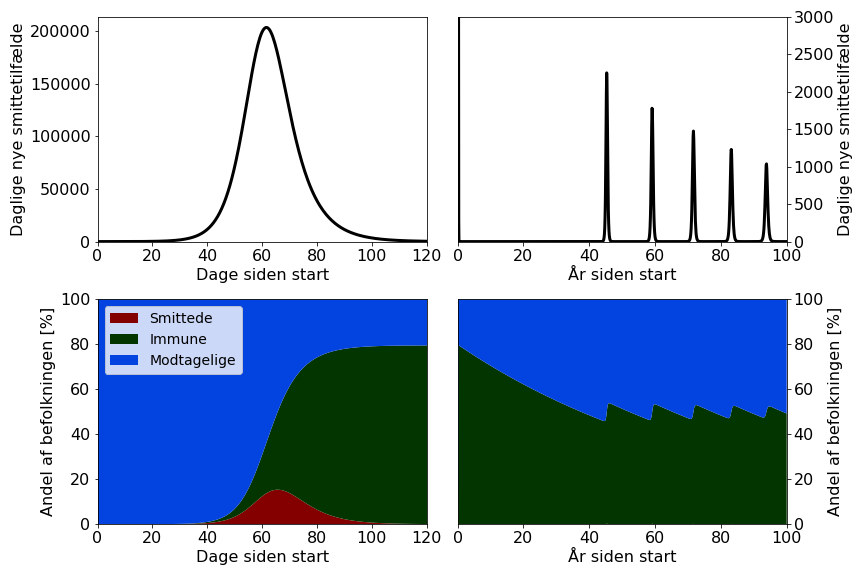 Daglige nye smittetilfælde
200000
150000
100000
50000
0
0 20 40 60 80 100 120
Dage siden start
3000
2500
2000
1500
1000
500
0
Daglige nye smittetilfælde
0 20 40 60 80 100
År siden start
Andel af befolkningen [%]
100
80
60
40
20
0
Smittede
Immune
Modtagelige
0 20 40 60 80 100 120
Dage siden start
100
80
60
40
20
0
Andel af befolkningen [%]
0 20 40 60 80 100
År siden start